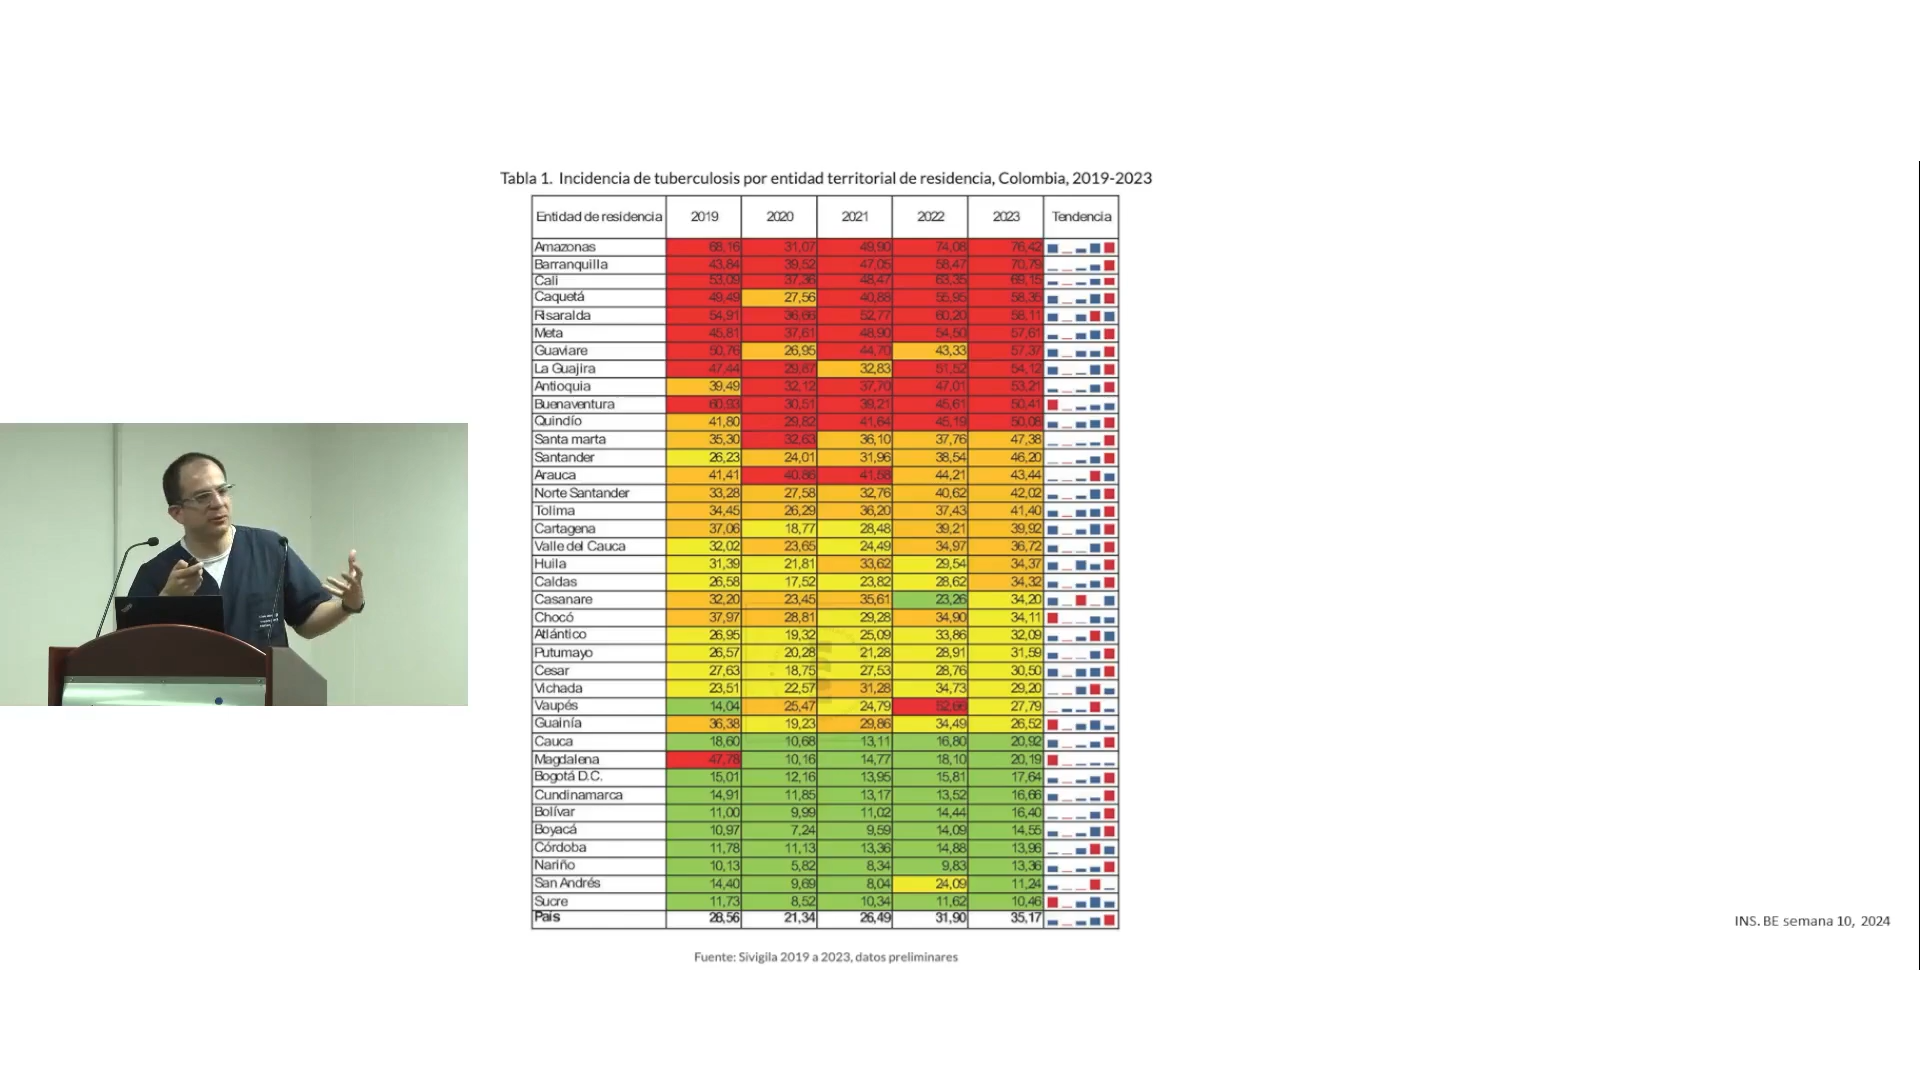 Tabla 1. Incidencia de tuberculosis por entidad territorial de residencia, Colombia, 2019-2023
Entidad de residencia 2019 2020 2021 2022 2023 Tendencia
Amazonas 68,16 31,07 49,90 74,08 76,42
Barranquilla 43,84 39,52 47,05 58,47 70,79
Cali 53,09 37,36 48,47 63,35 69,15
Caquetá 49,49 27,56 40,88 55,95 58,35
Risaralda 54,91 36,66 52,77 60,20 58,11
Meta 45,81 37,61 48,90 54,50 57,61
Guaviare 50,76 26,95 44,70 43,33 57,37
La Guajira 47,44 29,87 32,83 51,52 54,12
Antioquia 39,49 32,12 37,70 47,01 53,21
Buenaventura 60,93 30,51 39,21 45,61 50,41
Quindío 41,80 29,82 41,64 45,19 50,08
Santa marta 35,30 32,63 36,10 37,76 47,38
Santander 26,23 24,01 31,96 38,54 46,20
Arauca 41,41 40,86 41,58 44,21 43,44
Norte Santander 33,28 27,58 32,76 40,62 42,02
Tolima 34,45 26,29 36,20 37,43 41,40
Cartagena 37,06 18,77 28,48 39,21 39,92
Valle del Cauca 32,02 23,65 24,49 34,97 36,72
Huila 31,39 21,81 33,62 29,54 34,37
Caldas 26,58 17,52 23,82 28,62 34,32
Casanare 32,20 23,45 35,61 23,26 34,20
Chocó 37,97 28,81 29,28 34,90 34,11
Atlántico 26,95 19,32 25,09 33,86 32,09
Putumayo 26,57 20,28 21,28 28,91 31,59
Cesar 27,63 18,75 27,53 28,76 30,50
Vichada 23,51 22,57 31,28 34,73 29,20
Vaupés 14,04 25,47 24,79 52,66 27,79
Guainía 36,38 19,23 29,86 34,49 26,52
Cauca 18,60 10,68 13,11 16,80 20,92
Magdalena 47,78 10,16 14,77 18,10 20,19
Bogotá D.C. 15,01 12,16 13,95 15,81 17,64
Cundinamarca 14,91 11,85 13,17 13,52 16,66
Bolívar 11,00 9,99 11,02 14,44 16,40
Boyacá 10,97 7,24 9,59 14,09 14,55
Córdoba 11,78 11,13 13,36 14,88 13,96
Nariño 10,13 5,82 8,34 9,83 13,36
San Andrés 14,40 9,69 8,04 24,09 11,24
Sucre 11,73 8,52 10,34 11,62 10,46
País 28,56 21,34 26,49 31,90 35,17
INS. BE semana 10, 2024
Fuente: Sivigila 2019 a 2023, datos preliminares